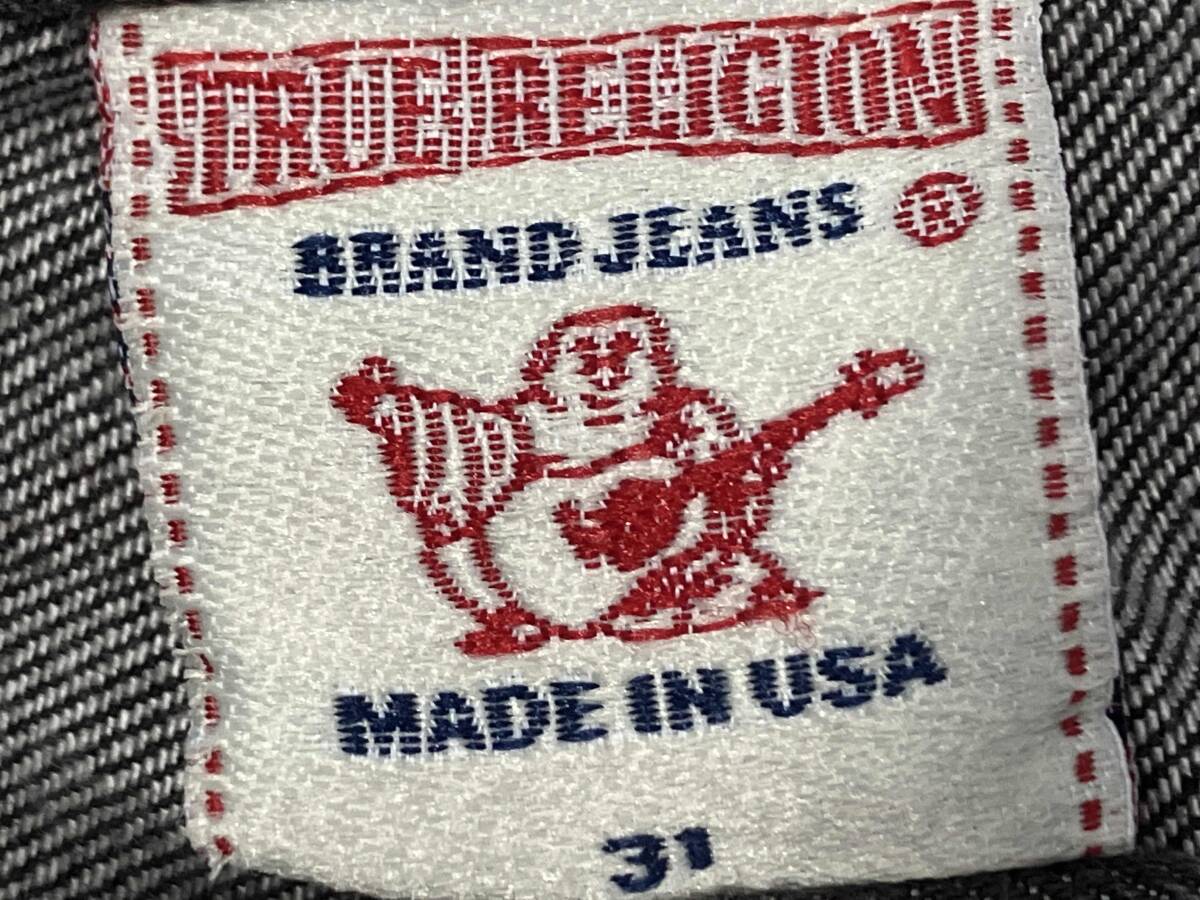 TRUE RELIGION
BRAND JEANS ®
MADE IN USA
31